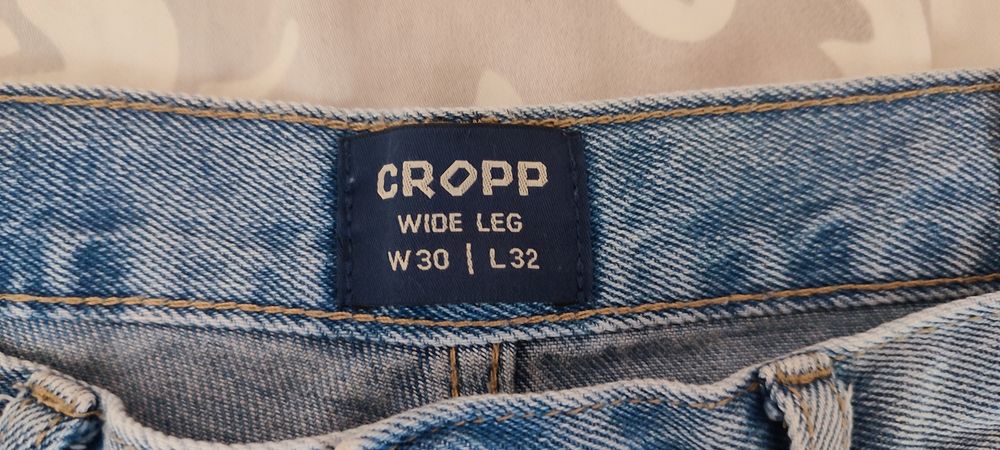 CROPP
WIDE LEG
W30 | L32